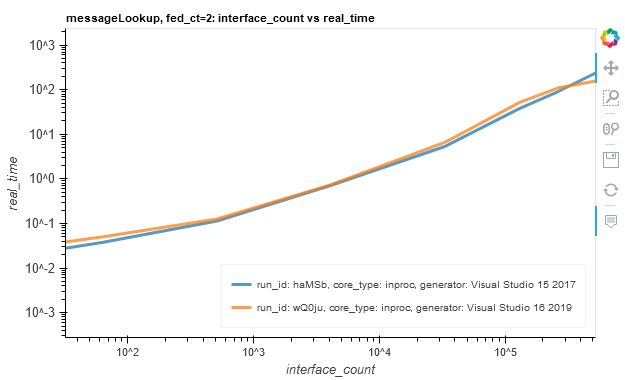 messageLookup, fed_ct=2: interface_count vs real_time
10^3
10^2
10^1
10^0
10^-1
10^-2
10^-3
real_time
run_id: haMSb, core_type: inproc, generator: Visual Studio 15 2017
run_id: wQ0ju, core_type: inproc, generator: Visual Studio 16 2019
10^2
10^3
10^4
10^5
interface_count